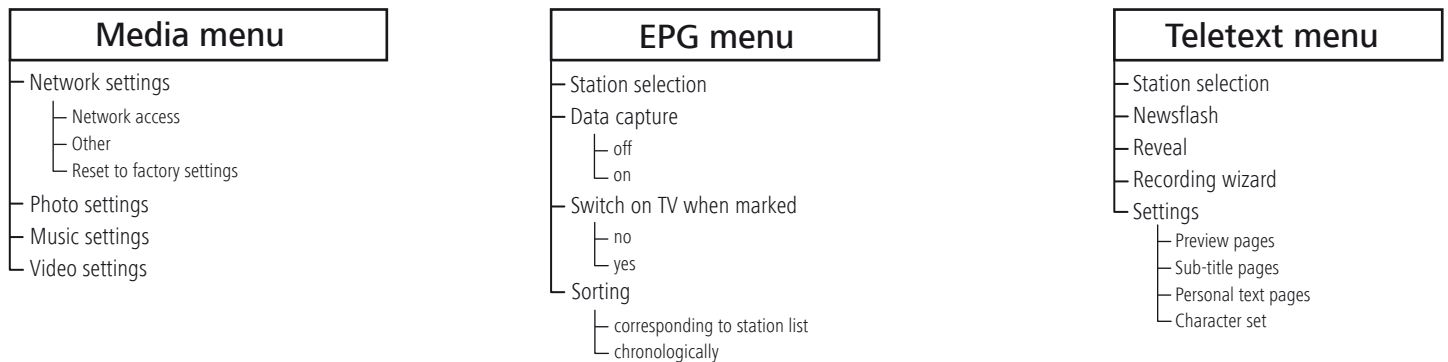 Media menu
Network settings
Network access
Other
Reset to factory settings
Photo settings
Music settings
Video settings
EPG menu
Station selection
Data capture
off
on
Switch on TV when marked
no
yes
Sorting
corresponding to station list
chronologically
Teletext menu
Station selection
Newsflash
Reveal
Recording wizard
Settings
Preview pages
Sub-title pages
Personal text pages
Character set